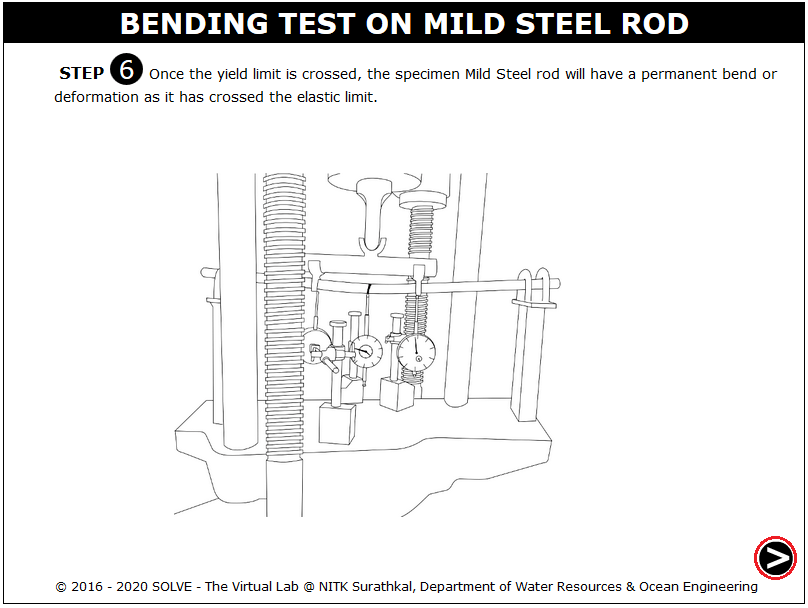 BENDING TEST ON MILD STEEL ROD
STEP 6 Once the yield limit is crossed, the specimen Mild Steel rod will have a permanent bend or
deformation as it has crossed the elastic limit.
© 2016 - 2020 SOLVE - The Virtual Lab @ NITK Surathkal, Department of Water Resources & Ocean Engineering